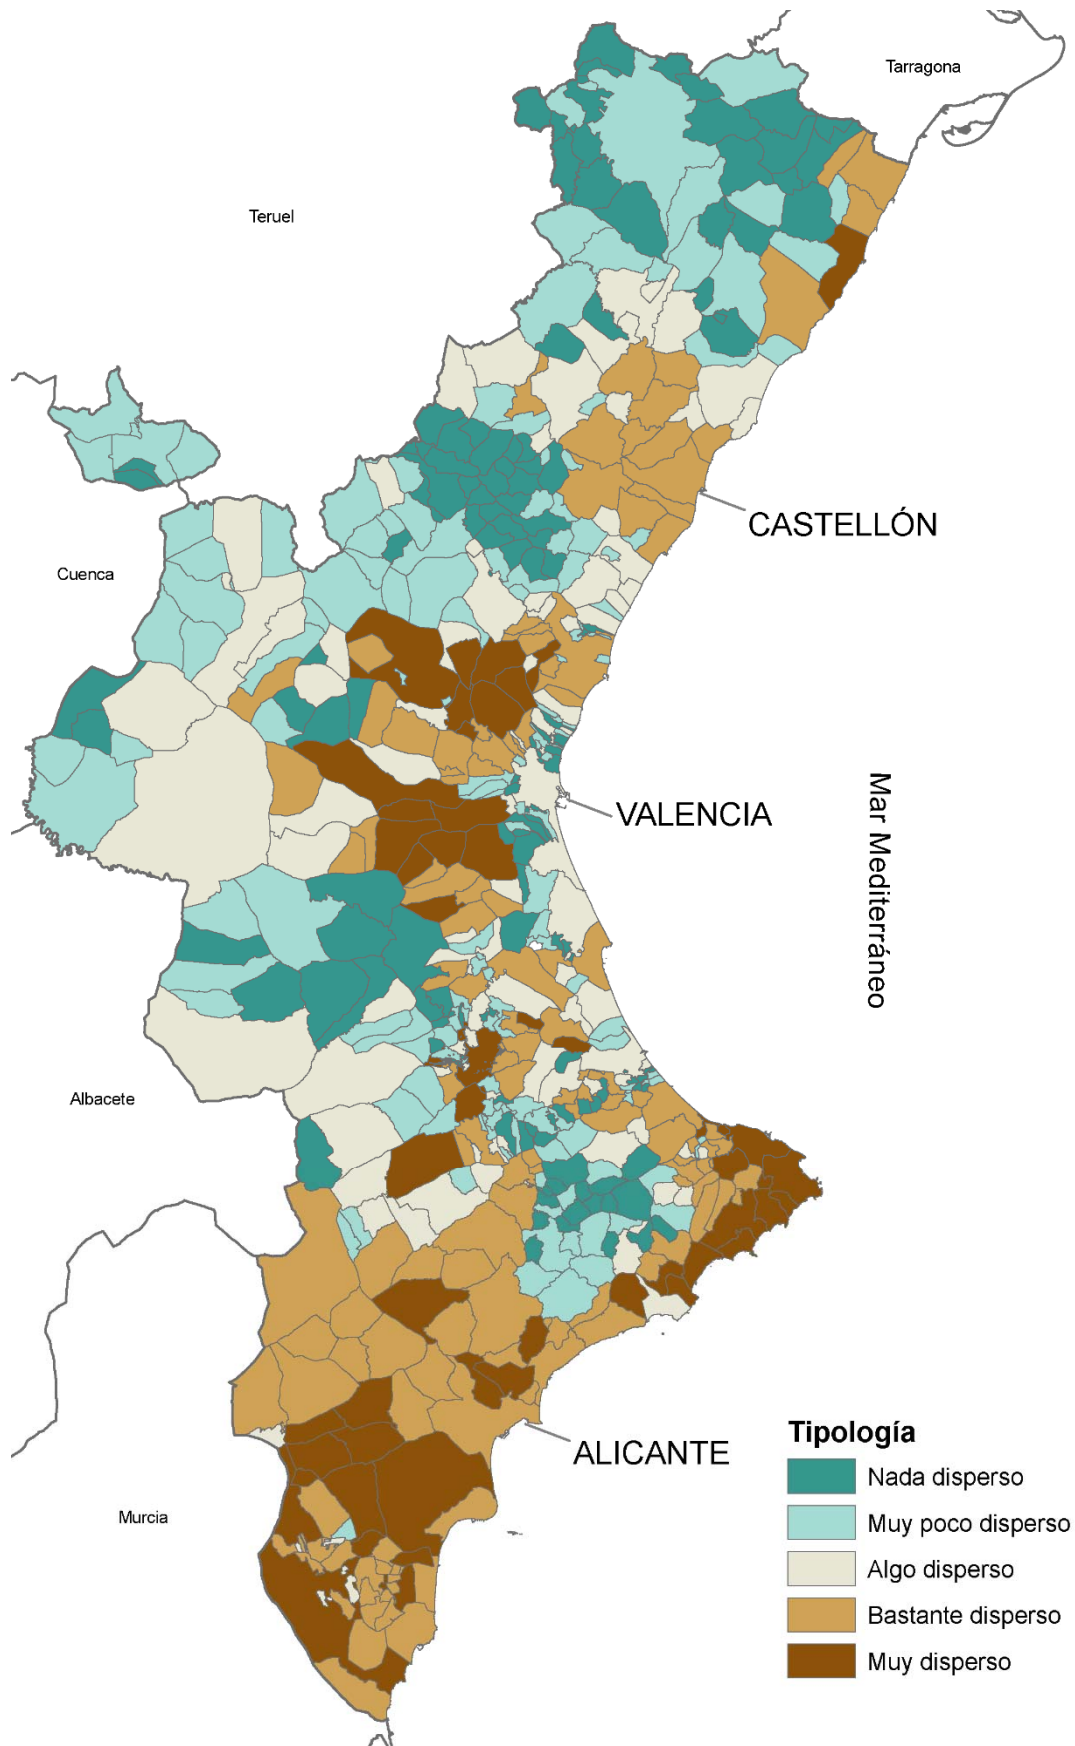 Tarragona
Teruel
CASTELLÓN
Cuenca
VALENCIA
Mar Mediterráneo
Albacete
ALICANTE
Murcia
Tipología
Nada disperso
Muy poco disperso
Algo disperso
Bastante disperso
Muy disperso